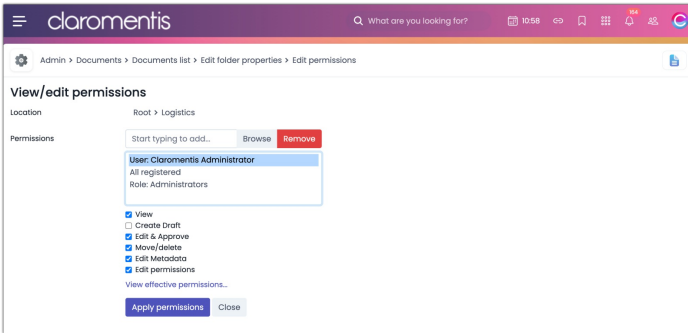 claromentis
What are you looking for?
10:58
164
Admin > Documents > Documents list > Edit folder properties > Edit permissions
View/edit permissions
Location
Root > Logistics
Permissions
Start typing to add...
Browse
Remove
User: Claromentis Administrator
All registered
Role: Administrators
View
Create Draft
Edit & Approve
Move/delete
Edit Metadata
Edit permissions
View effective permissions...
Apply permissions
Close